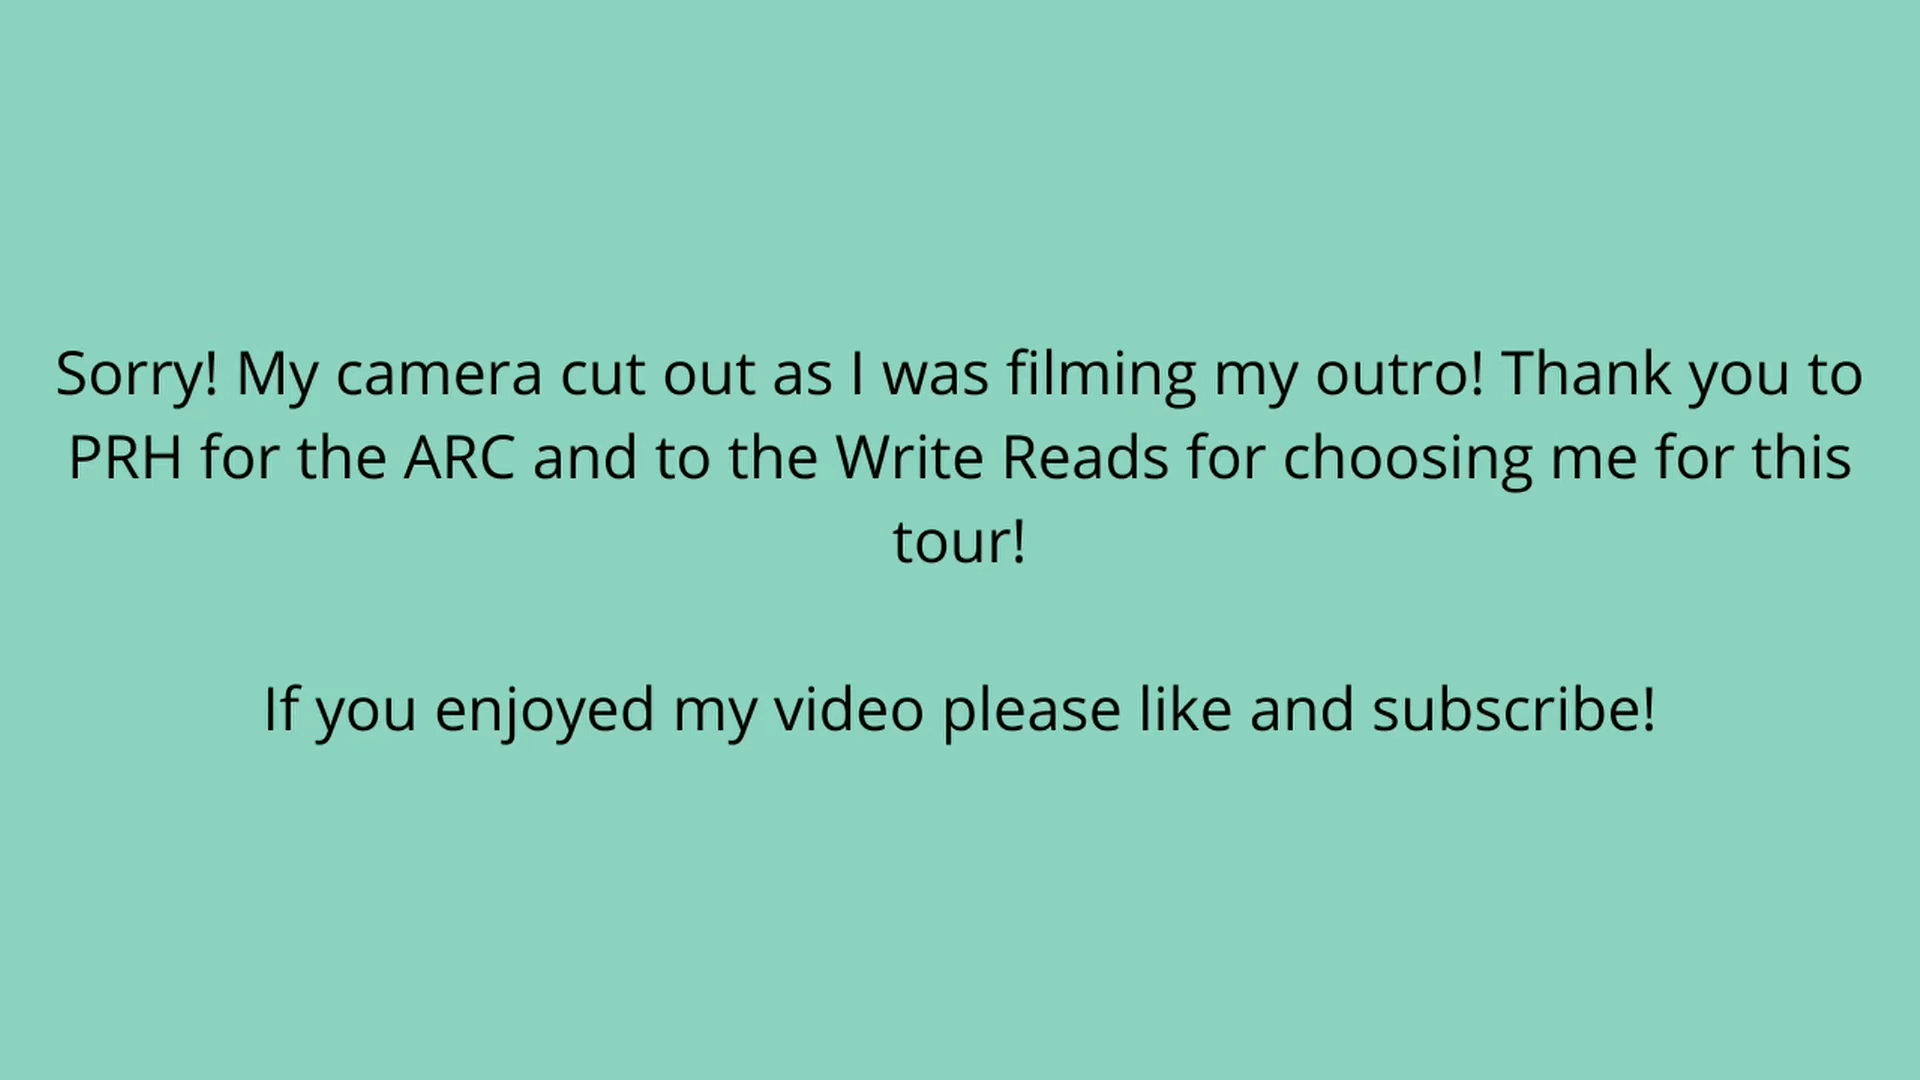 Sorry! My camera cut out as I was filming my outro! Thank you to
PRH for the ARC and to the Write Reads for choosing me for this
tour!
If you enjoyed my video please like and subscribe!